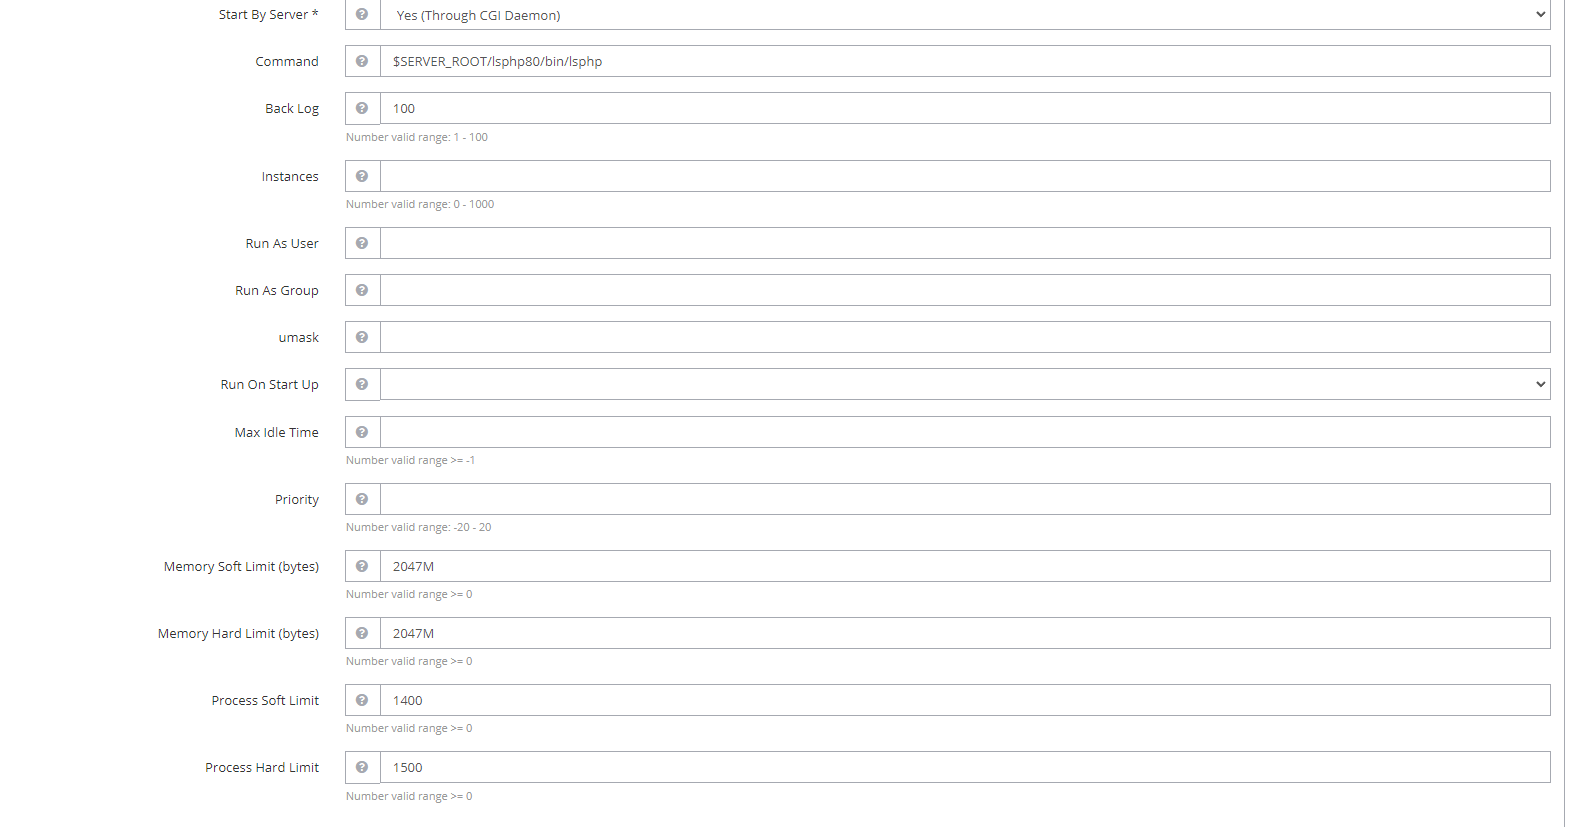 Start By Server * Yes (Through CGI Daemon)
Command $SERVER_ROOT/lsphp80/bin/lsphp
Back Log 100
Number valid range: 1 - 100
Instances
Number valid range: 0 - 1000
Run As User
Run As Group
umask
Run On Start Up
Max Idle Time
Number valid range >= -1
Priority
Number valid range: -20 - 20
Memory Soft Limit (bytes) 2047M
Number valid range >= 0
Memory Hard Limit (bytes) 2047M
Number valid range >= 0
Process Soft Limit 1400
Number valid range >= 0
Process Hard Limit 1500
Number valid range >= 0